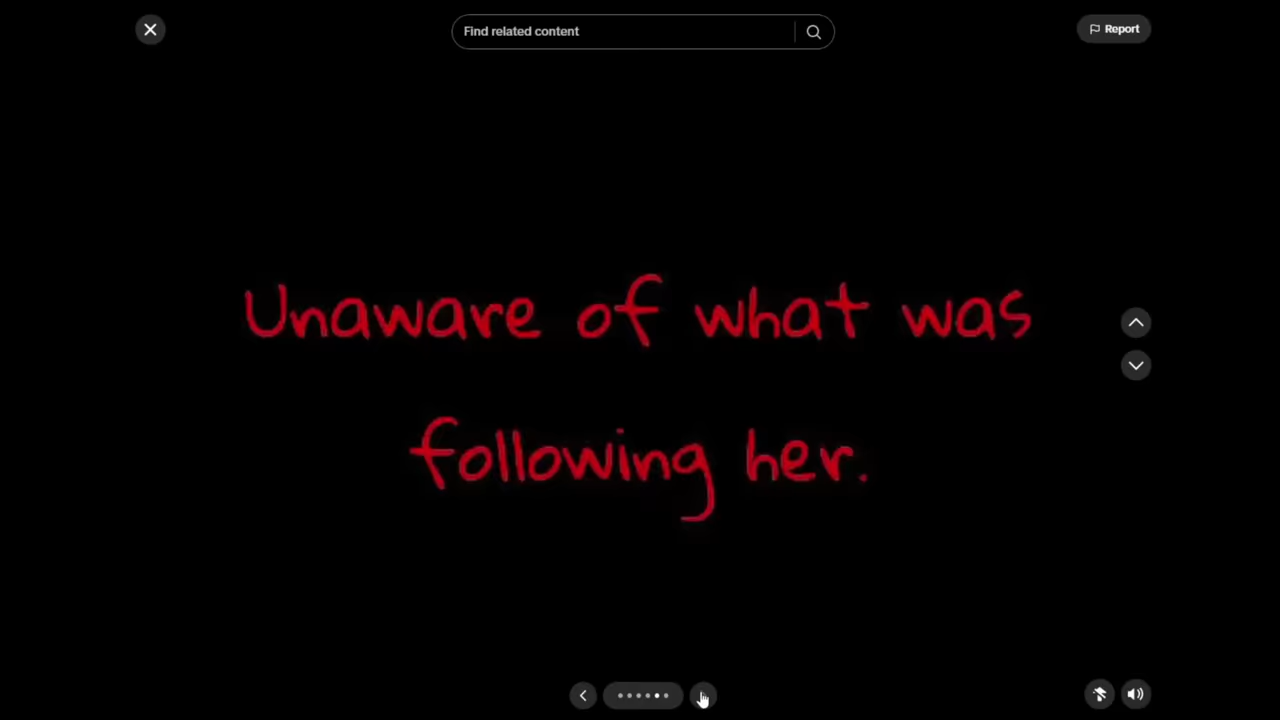 Find related content
Report
Unaware of what was
following her.